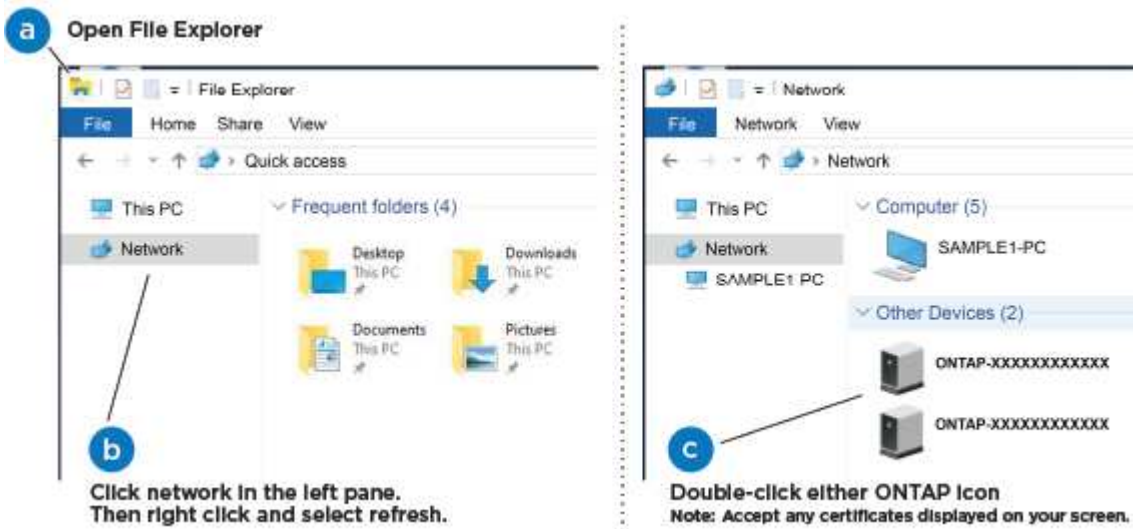 a
Open File Explorer
File Explorer
File Home Share View
Quick access
This PC
Network
Frequent folders (4)
Desktop
This PC
Downloads
This PC
Documents
This PC
Pictures
This PC
b
Click network in the left pane.
Then right click and select refresh.
Network
File Network View
Network
This PC
Network
SAMPLE1 PC
Computer (5)
SAMPLE1-PC
Other Devices (2)
ONTAP-XXXXXXXXXXXX
ONTAP-XXXXXXXXXXXX
c
Double-click either ONTAP icon
Note: Accept any certificates displayed on your screen.